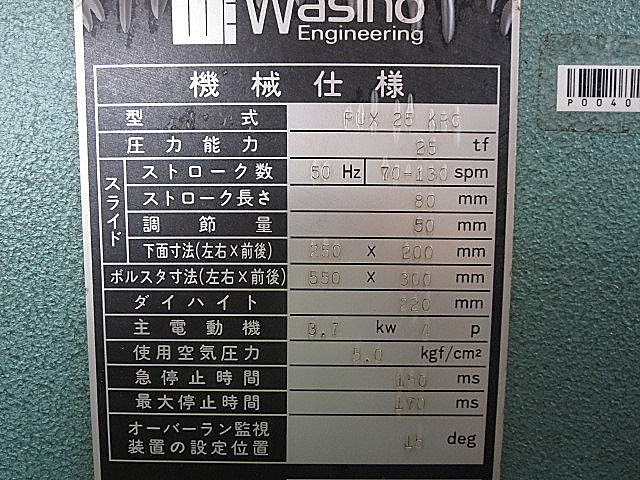 Wasino
Engineering
機械仕様
型 式 PUX 25 KRC
圧力能力 25 tf
スライド
ストローク数 50 Hz 70-130 spm
ストローク長さ 80 mm
調節量 50 mm
下面寸法(左右×前後) 250 × 200 mm
ボルスタ寸法(左右×前後) 550 × 300 mm
ダイハイト 220 mm
主電動機 3.7 kw 4 p
使用空気圧力 5.0 kgf/cm²
急停止時間 ms
最大停止時間 170 ms
オーバーラン監視
装置の設定位置 15 deg
P0040